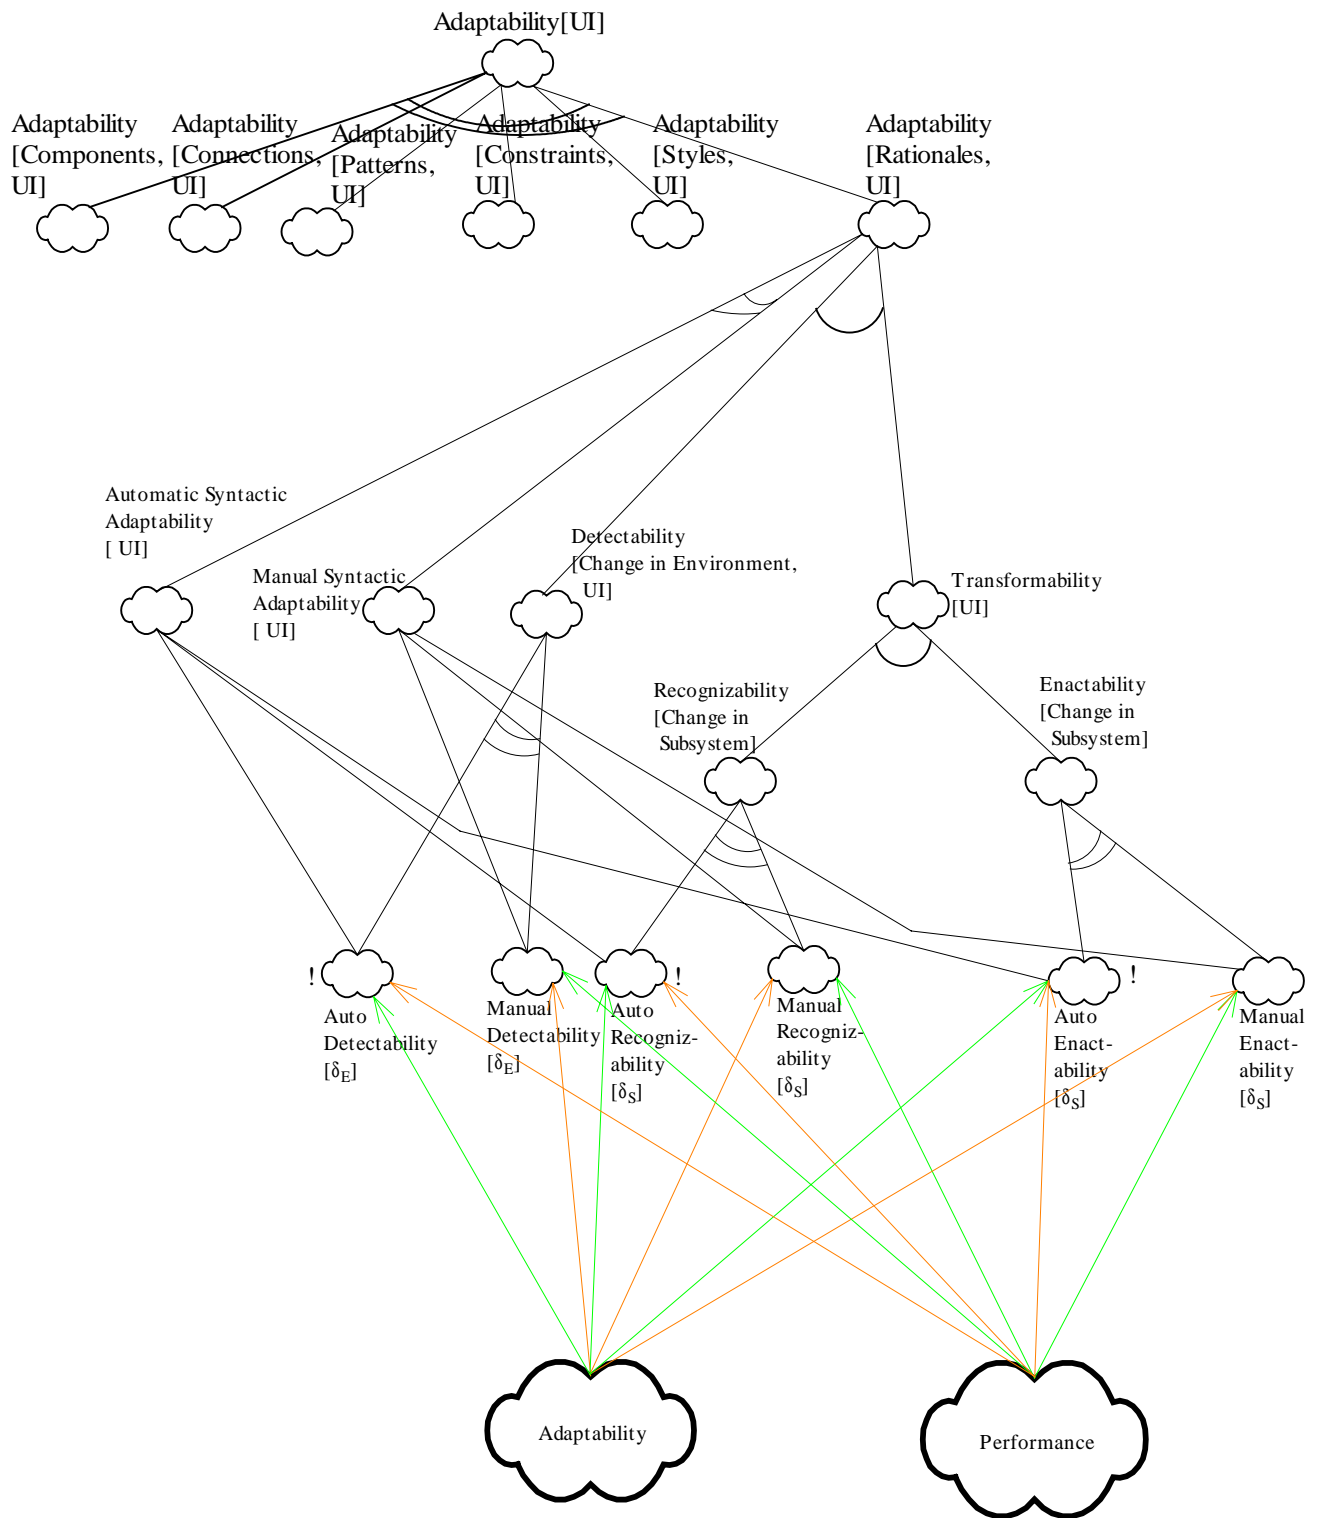 Adaptability[UI]
Adaptability
[Components,
UI]
Adaptability
[Connections,
UI]
Adaptability
[Patterns,
UI]
Adaptability
[Constraints,
UI]
Adaptability
[Styles,
UI]
Adaptability
[Rationales,
UI]
Automatic Syntactic
Adaptability
[ UI]
Manual Syntactic
Adaptability
[ UI]
Detectability
[Change in Environment,
UI]
Transformability
[UI]
Recognizability
[Change in
Subsystem]
Enactability
[Change in
Subsystem]
!
Auto
Detectability
[δE]
Manual
Detectability
[δE]
!
Auto
Recogniz-
ability
[δS]
Manual
Recogniz-
ability
[δS]
!
Auto
Enact-
ability
[δS]
Manual
Enact-
ability
[δS]
Adaptability
Performance